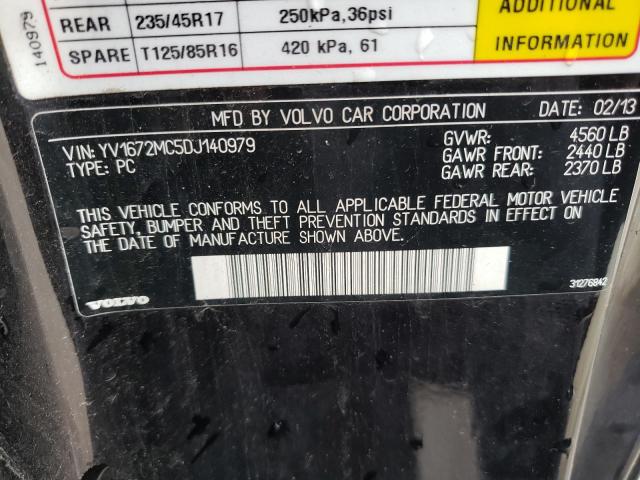 REAR 235/45R17 250kPa,36psi
ADDITIONAL
SPARE T125/85R16 420 kPa, 61
INFORMATION
140979
MFD BY VOLVO CAR CORPORATION DATE: 02/13
VIN: YV1672MC5DJ140979
TYPE: PC
GVWR: 4560 LB
GAWR FRONT: 2440 LB
GAWR REAR: 2370 LB
THIS VEHICLE CONFORMS TO ALL APPLICABLE FEDERAL MOTOR VEHICLE
SAFETY, BUMPER AND THEFT PREVENTION STANDARDS IN EFFECT ON
THE DATE OF MANUFACTURE SHOWN ABOVE.
VOLVO
31276842